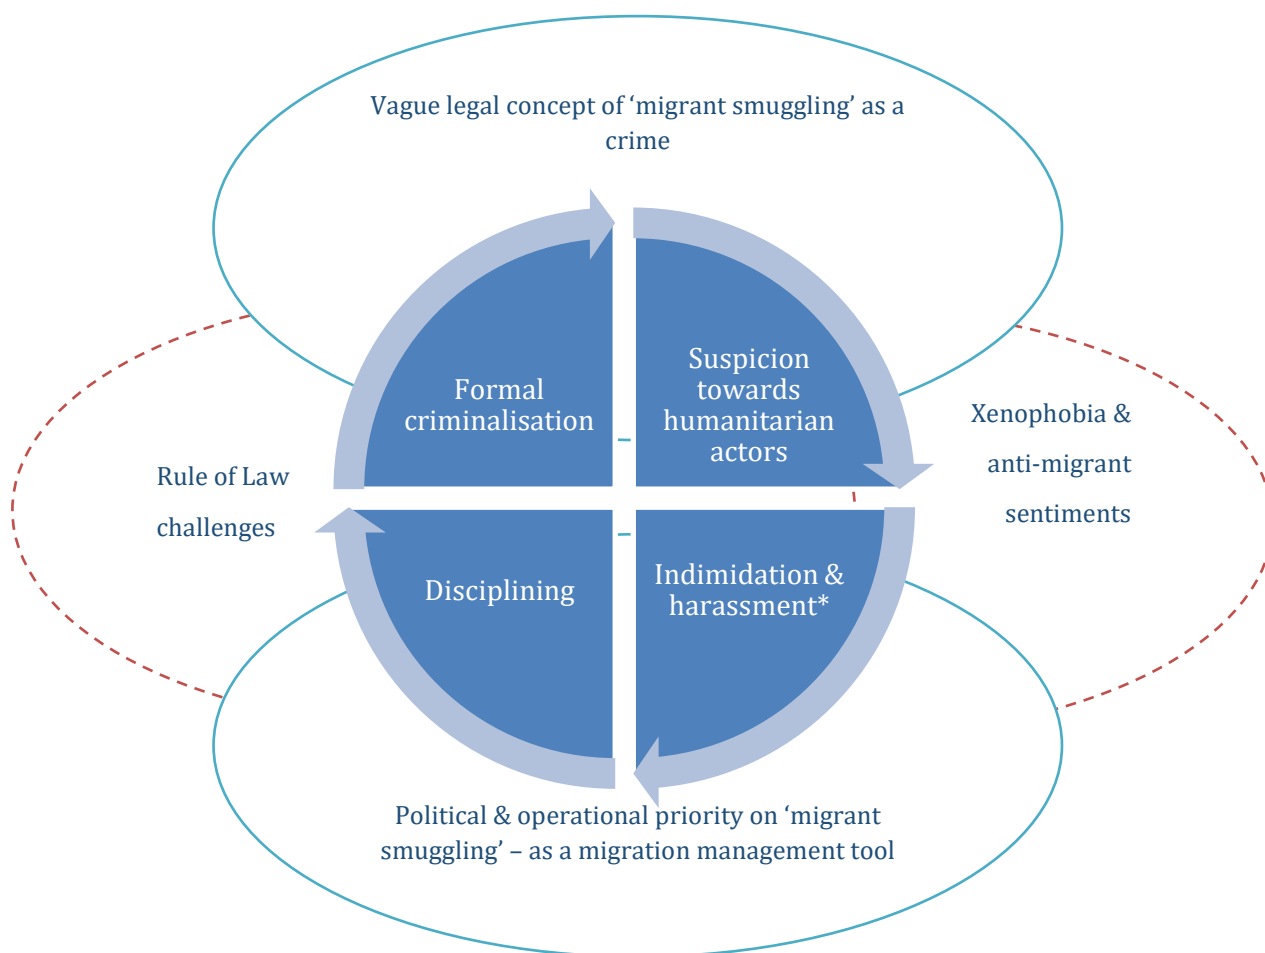 Vague legal concept of ‘migrant smuggling’ as a
crime
Formal
criminalisation
Suspicion
towards
humanitarian
actors
Rule of Law
challenges
Xenophobia &
anti-migrant
sentiments
Disciplining
Indimidation &
harassment*
Political & operational priority on ‘migrant
smuggling’ – as a migration management tool